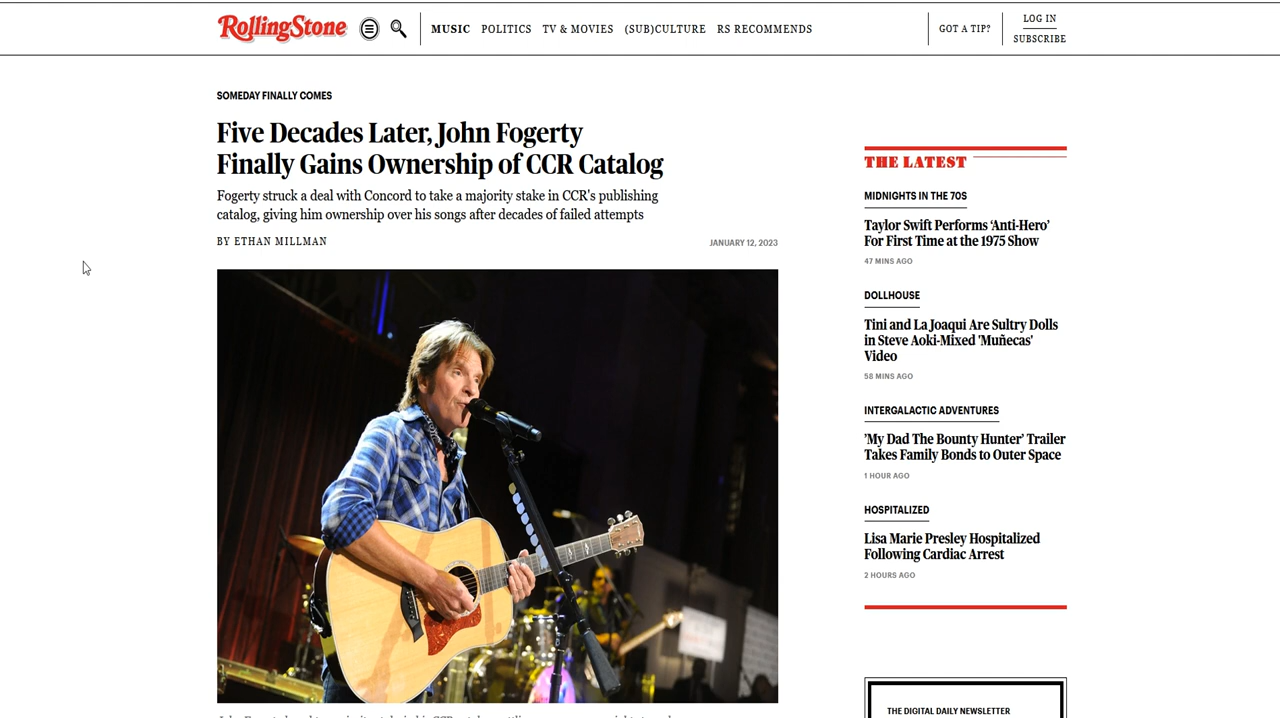 RollingStone
MUSIC POLITICS TV & MOVIES (SUB)CULTURE RS RECOMMENDS
GOT A TIP?
LOG IN
SUBSCRIBE
SOMEDAY FINALLY COMES
Five Decades Later, John Fogerty
Finally Gains Ownership of CCR Catalog
Fogerty struck a deal with Concord to take a majority stake in CCR's publishing
catalog, giving him ownership over his songs after decades of failed attempts
BY ETHAN MILLMAN
JANUARY 12, 2023
THE LATEST
MIDNIGHTS IN THE 70S
Taylor Swift Performs ‘Anti-Hero’
For First Time at the 1975 Show
47 MINS AGO
DOLLHOUSE
Tini and La Joaqui Are Sultry Dolls
in Steve Aoki-Mixed 'Muñecas'
Video
58 MINS AGO
INTERGALACTIC ADVENTURES
’My Dad The Bounty Hunter’ Trailer
Takes Family Bonds to Outer Space
1 HOUR AGO
HOSPITALIZED
Lisa Marie Presley Hospitalized
Following Cardiac Arrest
2 HOURS AGO
THE DIGITAL DAILY NEWSLETTER